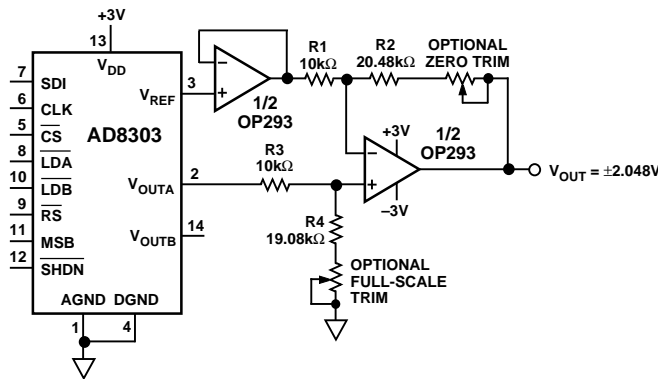 +3V
13
VDD
7
SDI
6
CLK
5
CS
8
LDA
10
LDB
9
RS
11
MSB
12
SHDN
AD8303
3
VREF
2
VOUTA
14
VOUTB
AGND DGND
1
4
–
+
1/2
OP293
R1
10kΩ
R2
20.48kΩ
OPTIONAL
ZERO TRIM
R3
10kΩ
+3V
1/2
OP293
–
+
–3V
VOUT = ±2.048V
R4
19.08kΩ
OPTIONAL
FULL-SCALE
TRIM